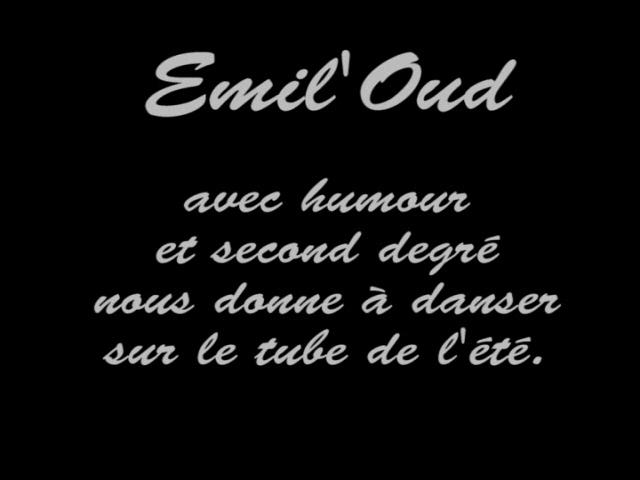 Emil'Oud
avec humour
et second degré
nous donne à danser
sur le tube de l'été.